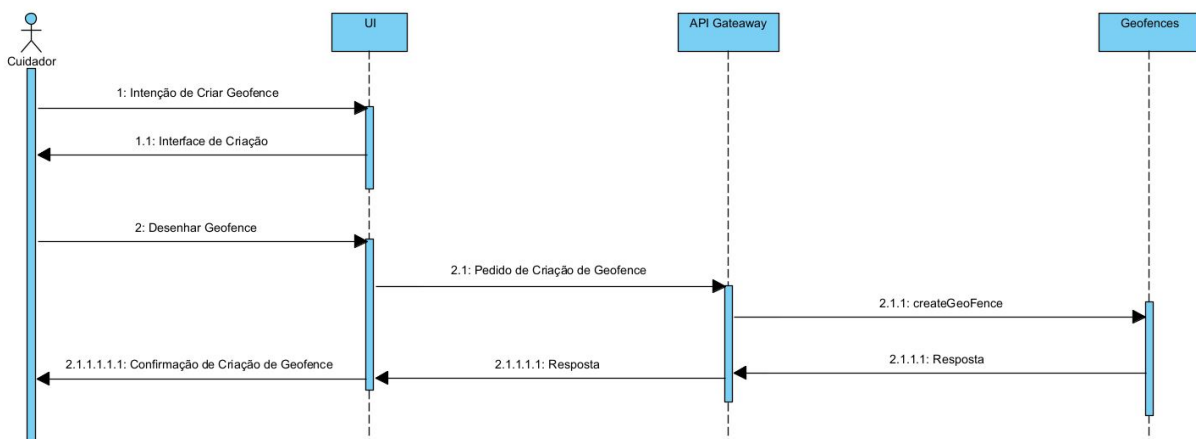 UI
API Gateaway
Geofences
Cuidador
1: Intenção de Criar Geofence
1.1: Interface de Criação
2: Desenhar Geofence
2.1: Pedido de Criação de Geofence
2.1.1: createGeoFence
2.1.1.1.1.1: Confirmação de Criação de Geofence
2.1.1.1.1: Resposta
2.1.1.1: Resposta